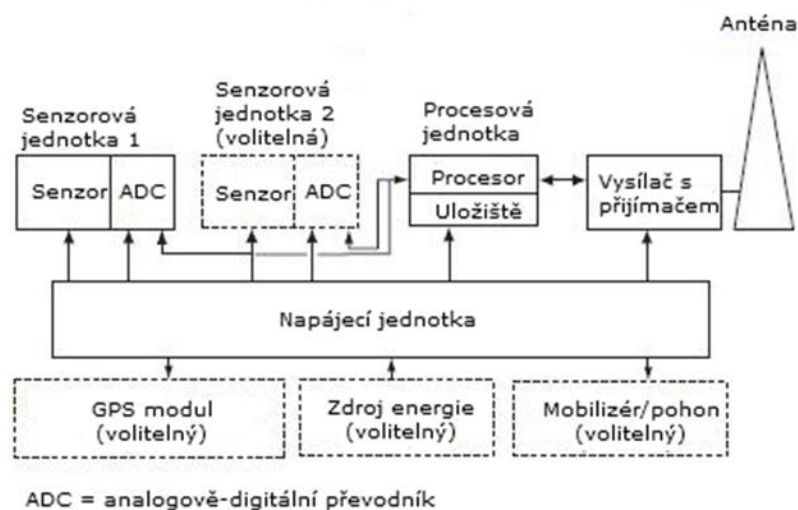 Anténa
Senzorová
jednotka 1
Senzorová
jednotka 2
(volitelná)
Procesová
jednotka
Senzor ADC
Senzor ADC
Procesor
Uložiště
Vysílač s
přijímačem
Napájecí jednotka
GPS modul
(volitelný)
Zdroj energie
(volitelný)
Mobilizér/pohon
(volitelný)
ADC = analogově-digitální převodník